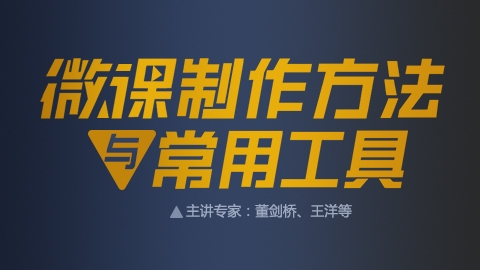 微课制作方法
与常用工具
▲主讲专家：董剑桥、王洋等